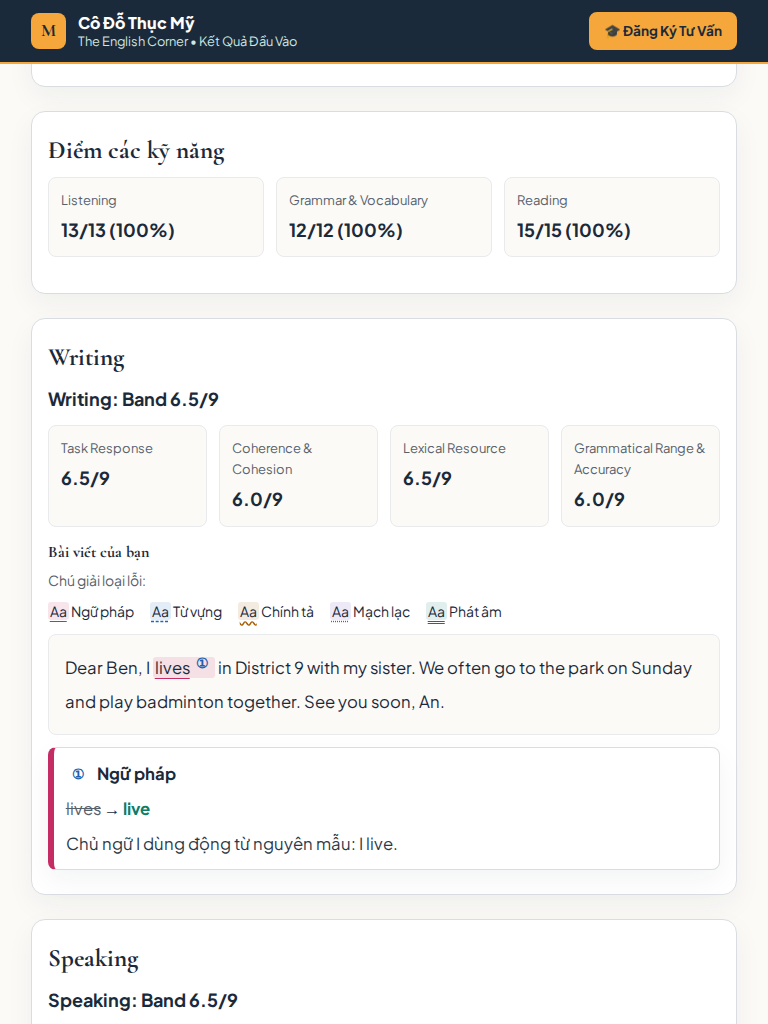 M
Cô Đỗ Thục Mỹ
The English Corner • Kết Quả Đầu Vào
🎓 Đăng Ký Tư Vấn
Điểm các kỹ năng
Listening
13/13 (100%)
Grammar & Vocabulary
12/12 (100%)
Reading
15/15 (100%)
Writing
Writing: Band 6.5/9
Task Response
6.5/9
Coherence &
Cohesion
6.0/9
Lexical Resource
6.5/9
Grammatical Range &
Accuracy
6.0/9
Bài viết của bạn
Chú giải loại lỗi:
Aa Ngữ pháp Aa Từ vựng Aa Chính tả Aa Mạch lạc Aa Phát âm
Dear Ben, I lives ① in District 9 with my sister. We often go to the park on Sunday
and play badminton together. See you soon, An.
① Ngữ pháp
lives → live
Chủ ngữ I dùng động từ nguyên mẫu: I live.
Speaking
Speaking: Band 6.5/9